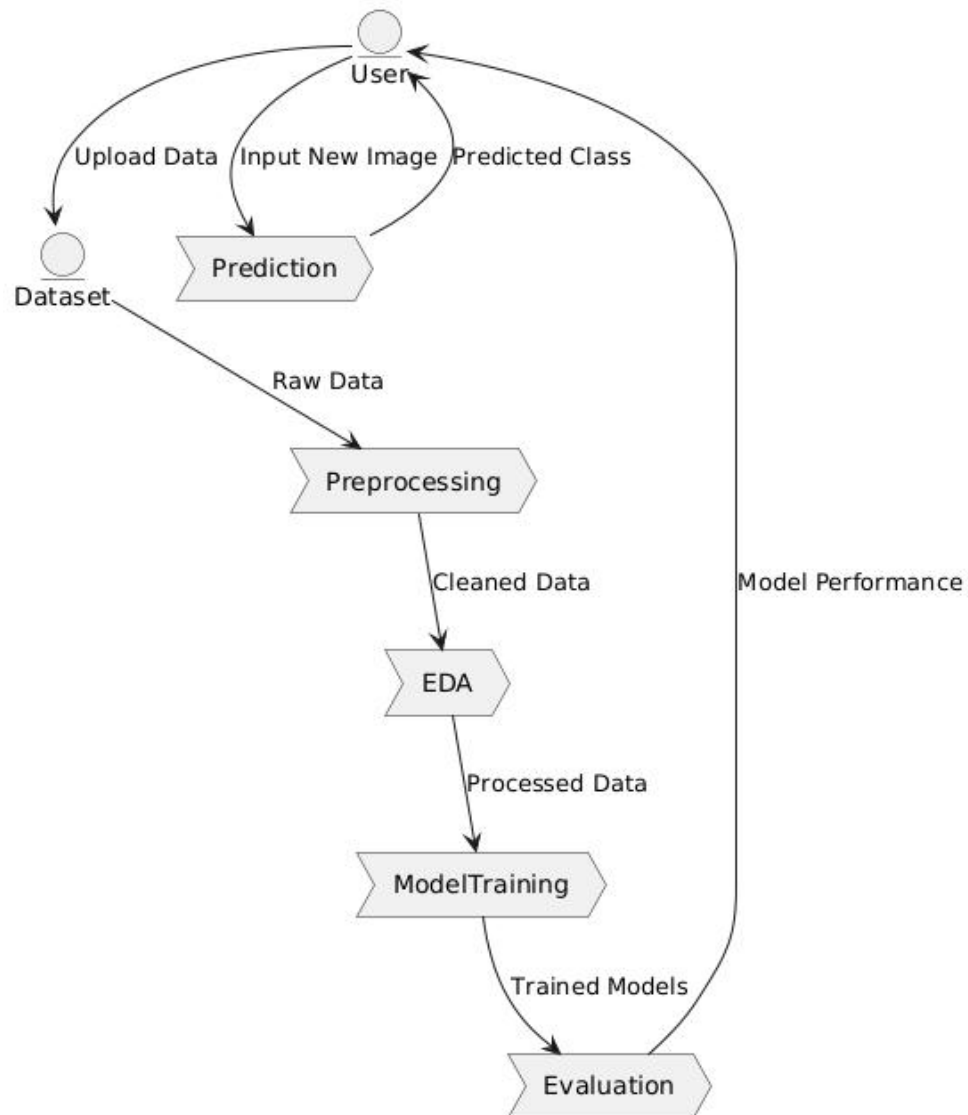 User
Upload Data
Input New Image
Predicted Class
Prediction
Dataset
Raw Data
Preprocessing
Cleaned Data
Model Performance
EDA
Processed Data
ModelTraining
Trained Models
Evaluation